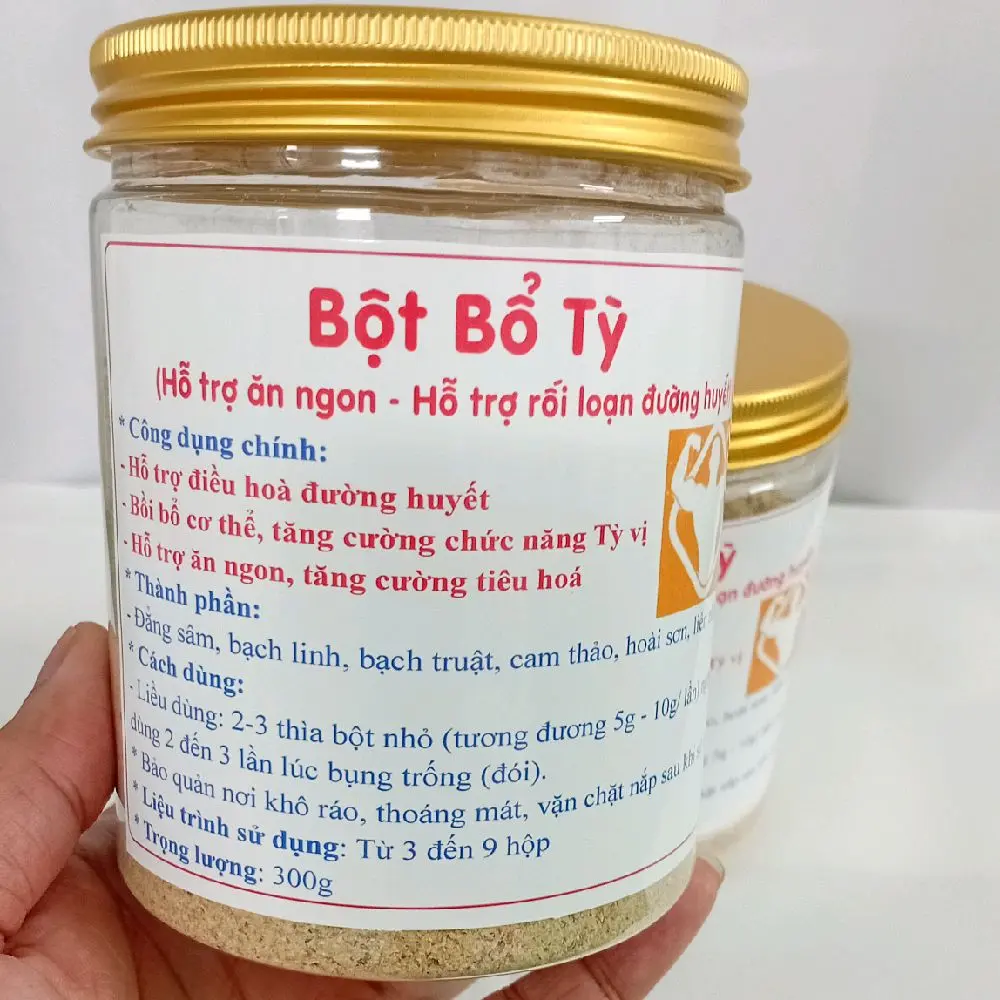 Bột Bổ Tỳ
(Hỗ trợ ăn ngon - Hỗ trợ rối loạn đường huyết)
* Công dụng chính:
- Hỗ trợ điều hoà đường huyết
- Bồi bổ cơ thể, tăng cường chức năng Tỳ vị
- Hỗ trợ ăn ngon, tăng cường tiêu hoá
* Thành phần:
- Đẳng sâm, bạch linh, bạch truật, cam thảo, hoài sơn,
* Cách dùng:
- Liều dùng: 2-3 thìa bột nhỏ (tương đương 5g - 10g/ lần)
dùng 2 đến 3 lần lúc bụng trống (đói).
* Bảo quản nơi khô ráo, thoáng mát, vặn chặt nắp sau khi
* Liệu trình sử dụng: Từ 3 đến 9 hộp
* Trọng lượng: 300g
ỳ
đường
Tỳ vị